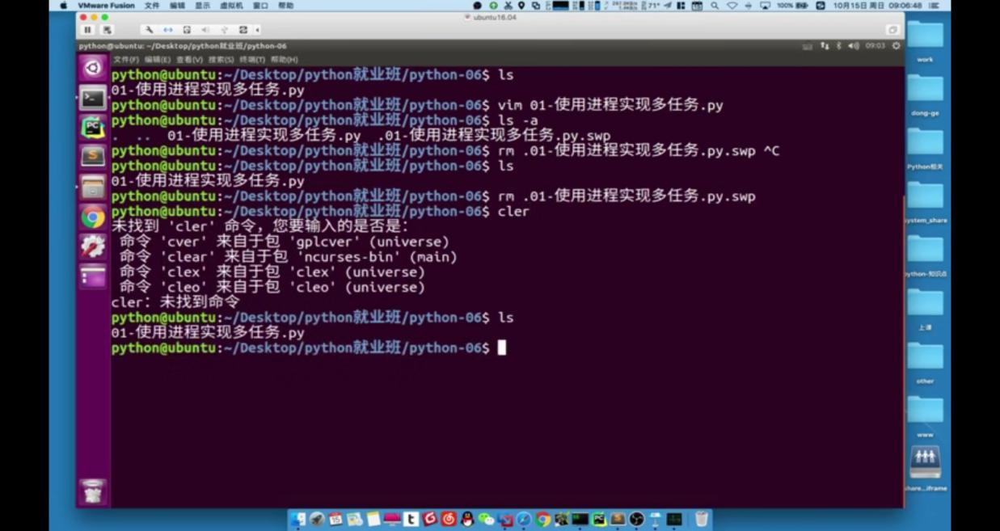 VMware Fusion 文件 编辑 显示 虚拟机 窗口 帮助 71° 100% 10月15日 周日 09:06:48
ubuntu16.04
python@ubuntu: ~/Desktop/python就业班/python-06 09:03
文件(F) 编辑(E) 查看(V) 搜索(S) 终端(T) 帮助(H)
python@ubuntu:~/Desktop/python就业班/python-06$ ls
01-使用进程实现多任务.py
python@ubuntu:~/Desktop/python就业班/python-06$ vim 01-使用进程实现多任务.py
python@ubuntu:~/Desktop/python就业班/python-06$ ls -a
. .. 01-使用进程实现多任务.py .01-使用进程实现多任务.py.swp
python@ubuntu:~/Desktop/python就业班/python-06$ rm .01-使用进程实现多任务.py.swp ^C
python@ubuntu:~/Desktop/python就业班/python-06$ ls
01-使用进程实现多任务.py
python@ubuntu:~/Desktop/python就业班/python-06$ rm .01-使用进程实现多任务.py.swp
python@ubuntu:~/Desktop/python就业班/python-06$ cler
未找到 'cler' 命令，您要输入的是否是：
命令 'cver' 来自于包 'gplcver' (universe)
命令 'clear' 来自于包 'ncurses-bin' (main)
命令 'clex' 来自于包 'clex' (universe)
命令 'cleo' 来自于包 'cleo' (universe)
cler：未找到命令
python@ubuntu:~/Desktop/python就业班/python-06$ ls
01-使用进程实现多任务.py
python@ubuntu:~/Desktop/python就业班/python-06$
work
dong-ge
Python相关
system_share
python-知识点
上课
other
www
share...iframe